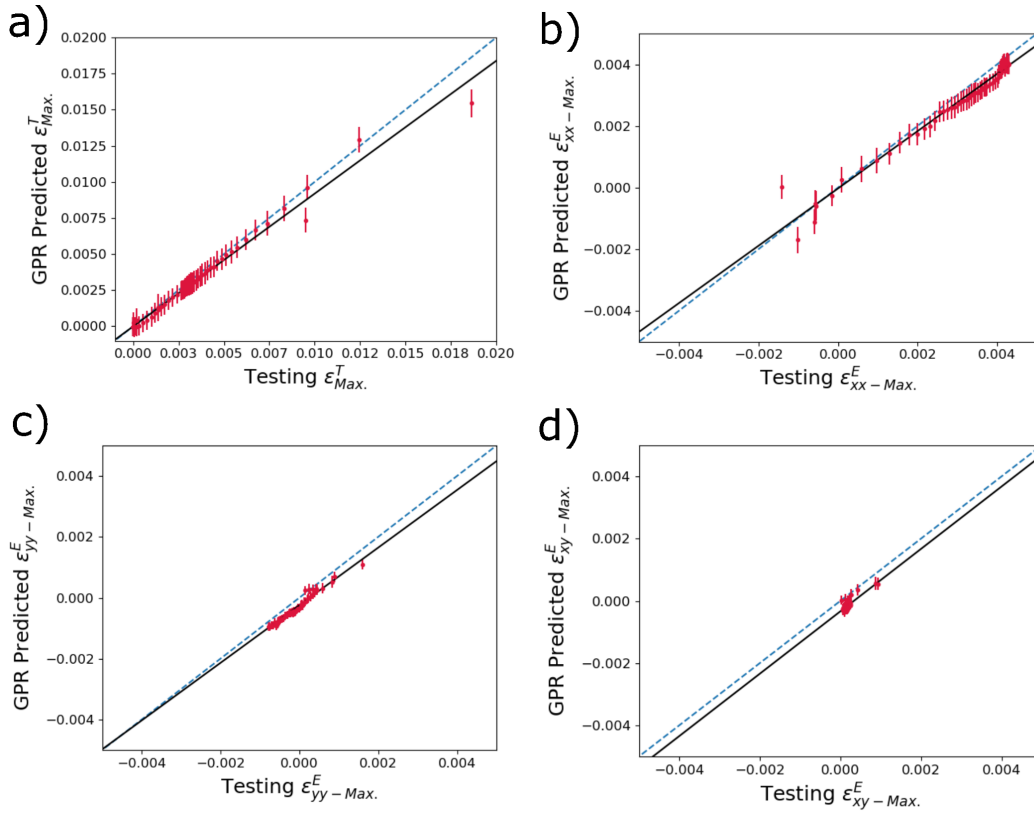 a)
0.0200
0.0175
0.0150
0.0125
0.0100
0.0075
0.0050
0.0025
0.0000
GPR Predicted ε^T_Max.
0.000 0.003 0.005 0.007 0.010 0.012 0.015 0.018 0.020
Testing ε^T_Max.
b)
0.004
0.002
0.000
−0.002
−0.004
GPR Predicted ε^E_xx−Max.
−0.004 −0.002 0.000 0.002 0.004
Testing ε^E_xx−Max.
c)
0.004
0.002
0.000
−0.002
−0.004
GPR Predicted ε^E_yy−Max.
−0.004 −0.002 0.000 0.002 0.004
Testing ε^E_yy−Max.
d)
0.004
0.002
0.000
−0.002
−0.004
GPR Predicted ε^E_xy−Max.
−0.004 −0.002 0.000 0.002 0.004
Testing ε^E_xy−Max.